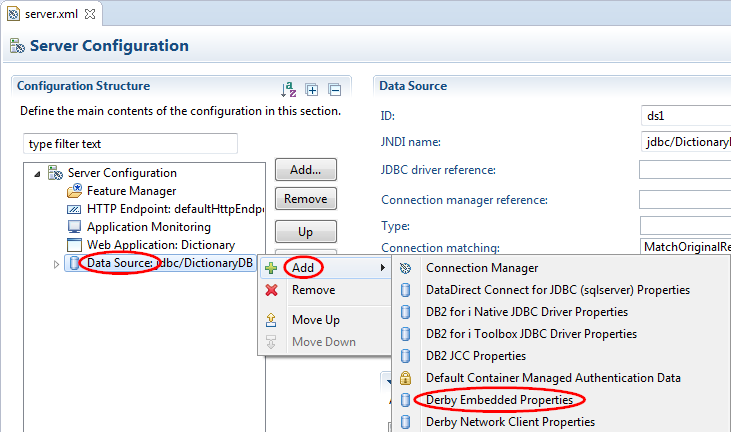 server.xml
Server Configuration
Configuration Structure
Define the main contents of the configuration in this section.
type filter text
Server Configuration
Feature Manager
HTTP Endpoint: defaultHttpEndpo
Application Monitoring
Web Application: Dictionary
Data Source: jdbc/DictionaryDB
Add...
Remove
Up
Data Source
ID:
ds1
JNDI name:
jdbc/Dictionary
JDBC driver reference:
Connection manager reference:
Type:
Connection matching:
MatchOriginalRe
Add
Remove
Move Up
Move Down
Connection Manager
DataDirect Connect for JDBC (sqlserver) Properties
DB2 for i Native JDBC Driver Properties
DB2 for i Toolbox JDBC Driver Properties
DB2 JCC Properties
Default Container Managed Authentication Data
Derby Embedded Properties
Derby Network Client Properties